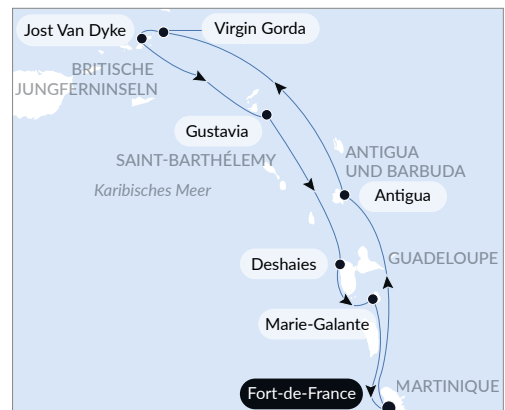 Jost Van Dyke
Virgin Gorda
BRITISCHE
JUNGFERNINSELN
Gustavia
SAINT-BARTHÉLEMY
ANTIGUA
UND BARBUDA
Karibisches Meer
Antigua
Deshaies
GUADELOUPE
Marie-Galante
Fort-de-France
MARTINIQUE